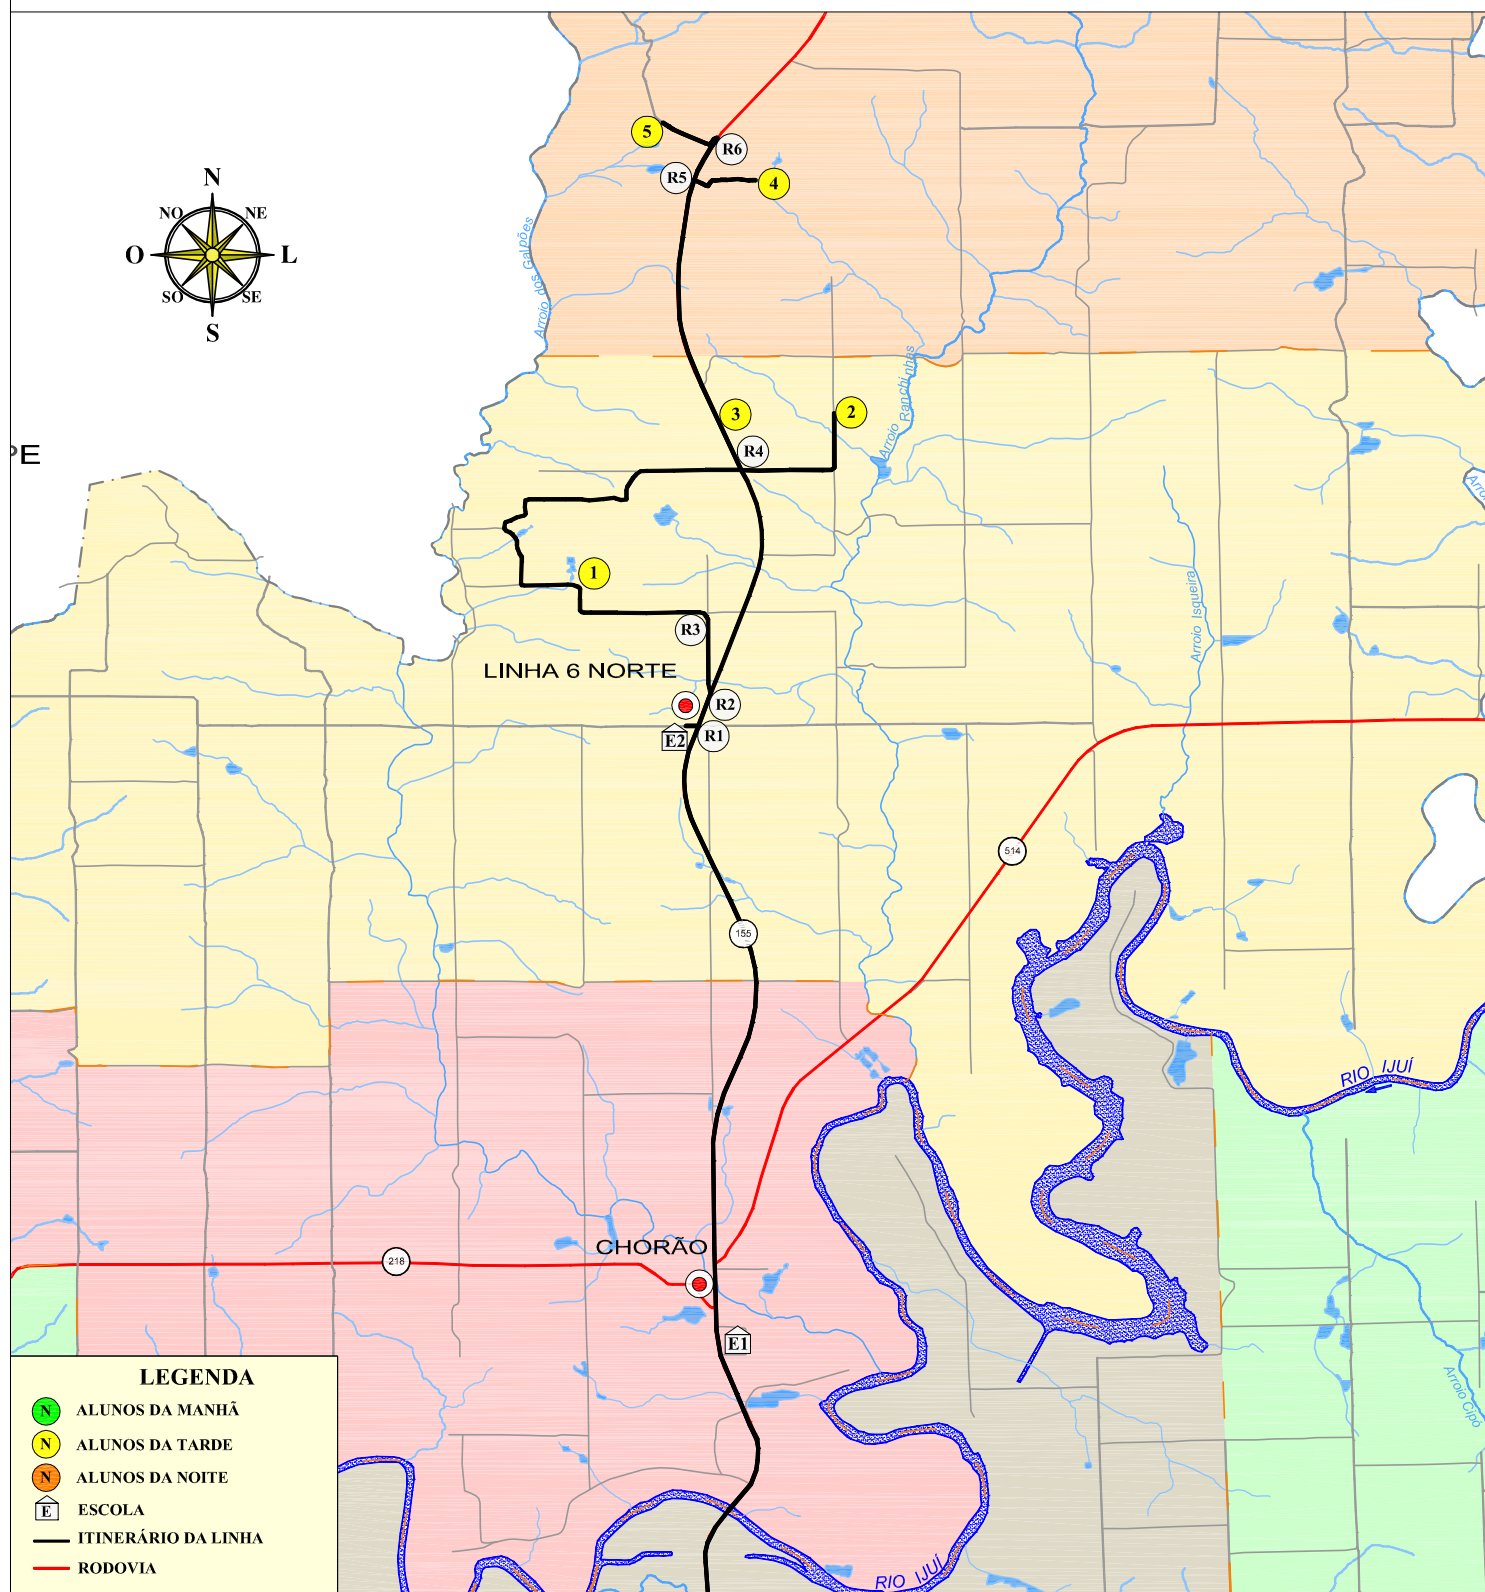 5
R6
R5
4
N
NO
NE
O
L
SO
SE
S
Arroio dos Galpões
Arroio Ranchinhas
3
2
R4
PE
1
R3
Arroio Isqueira
LINHA 6 NORTE
R2
E2
R1
514
155
RIO IJUÍ
CHORÃO
218
E1
Arroio Cipó
RIO IJUÍ
LEGENDA
N ALUNOS DA MANHÃ
N ALUNOS DA TARDE
N ALUNOS DA NOITE
E ESCOLA
ITINERÁRIO DA LINHA
RODOVIA